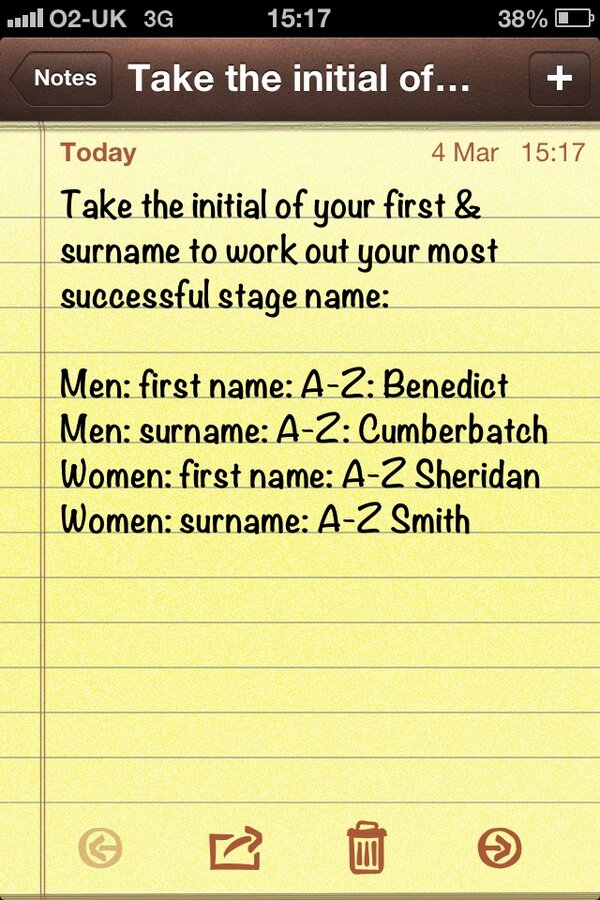 O2-UK 3G 15:17 38%
Notes Take the initial of... +
Today 4 Mar 15:17
Take the initial of your first &
surname to work out your most
successful stage name:
Men: first name: A-Z: Benedict
Men: surname: A-Z: Cumberbatch
Women: first name: A-Z Sheridan
Women: surname: A-Z Smith